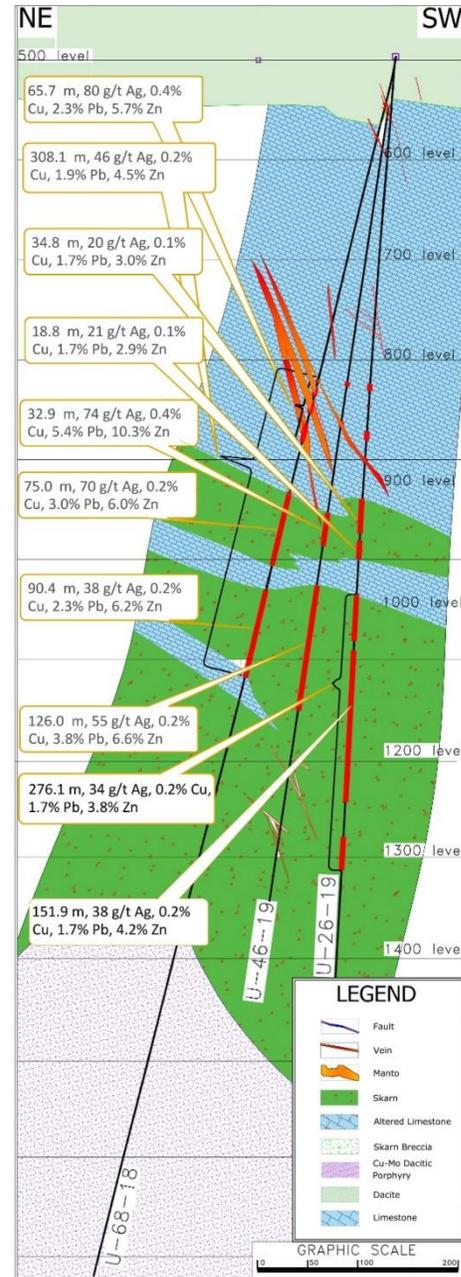 NE
SW
500 level
65.7 m, 80 g/t Ag, 0.4%
Cu, 2.3% Pb, 5.7% Zn
600 level
308.1 m, 46 g/t Ag, 0.2%
Cu, 1.9% Pb, 4.5% Zn
34.8 m, 20 g/t Ag, 0.1%
Cu, 1.7% Pb, 3.0% Zn
700 level
18.8 m, 21 g/t Ag, 0.1%
Cu, 1.7% Pb, 2.9% Zn
800 level
32.9 m, 74 g/t Ag, 0.4%
Cu, 5.4% Pb, 10.3% Zn
75.0 m, 70 g/t Ag, 0.2%
Cu, 3.0% Pb, 6.0% Zn
900 level
90.4 m, 38 g/t Ag, 0.2%
Cu, 2.3% Pb, 6.2% Zn
1000 level
126.0 m, 55 g/t Ag, 0.2%
Cu, 3.8% Pb, 6.6% Zn
1200 level
276.1 m, 34 g/t Ag, 0.2% Cu,
1.7% Pb, 3.8% Zn
1300 level
151.9 m, 38 g/t Ag, 0.2%
Cu, 1.7% Pb, 4.2% Zn
1400 level
U-46-19
U-26-19
U-68-18
LEGEND
Fault
Vein
Manto
Skarn
Altered Limestone
Skarn Breccia
Cu-Mo Dacitic
Porphyry
Dacite
Limestone
GRAPHIC SCALE
0 50 100 200